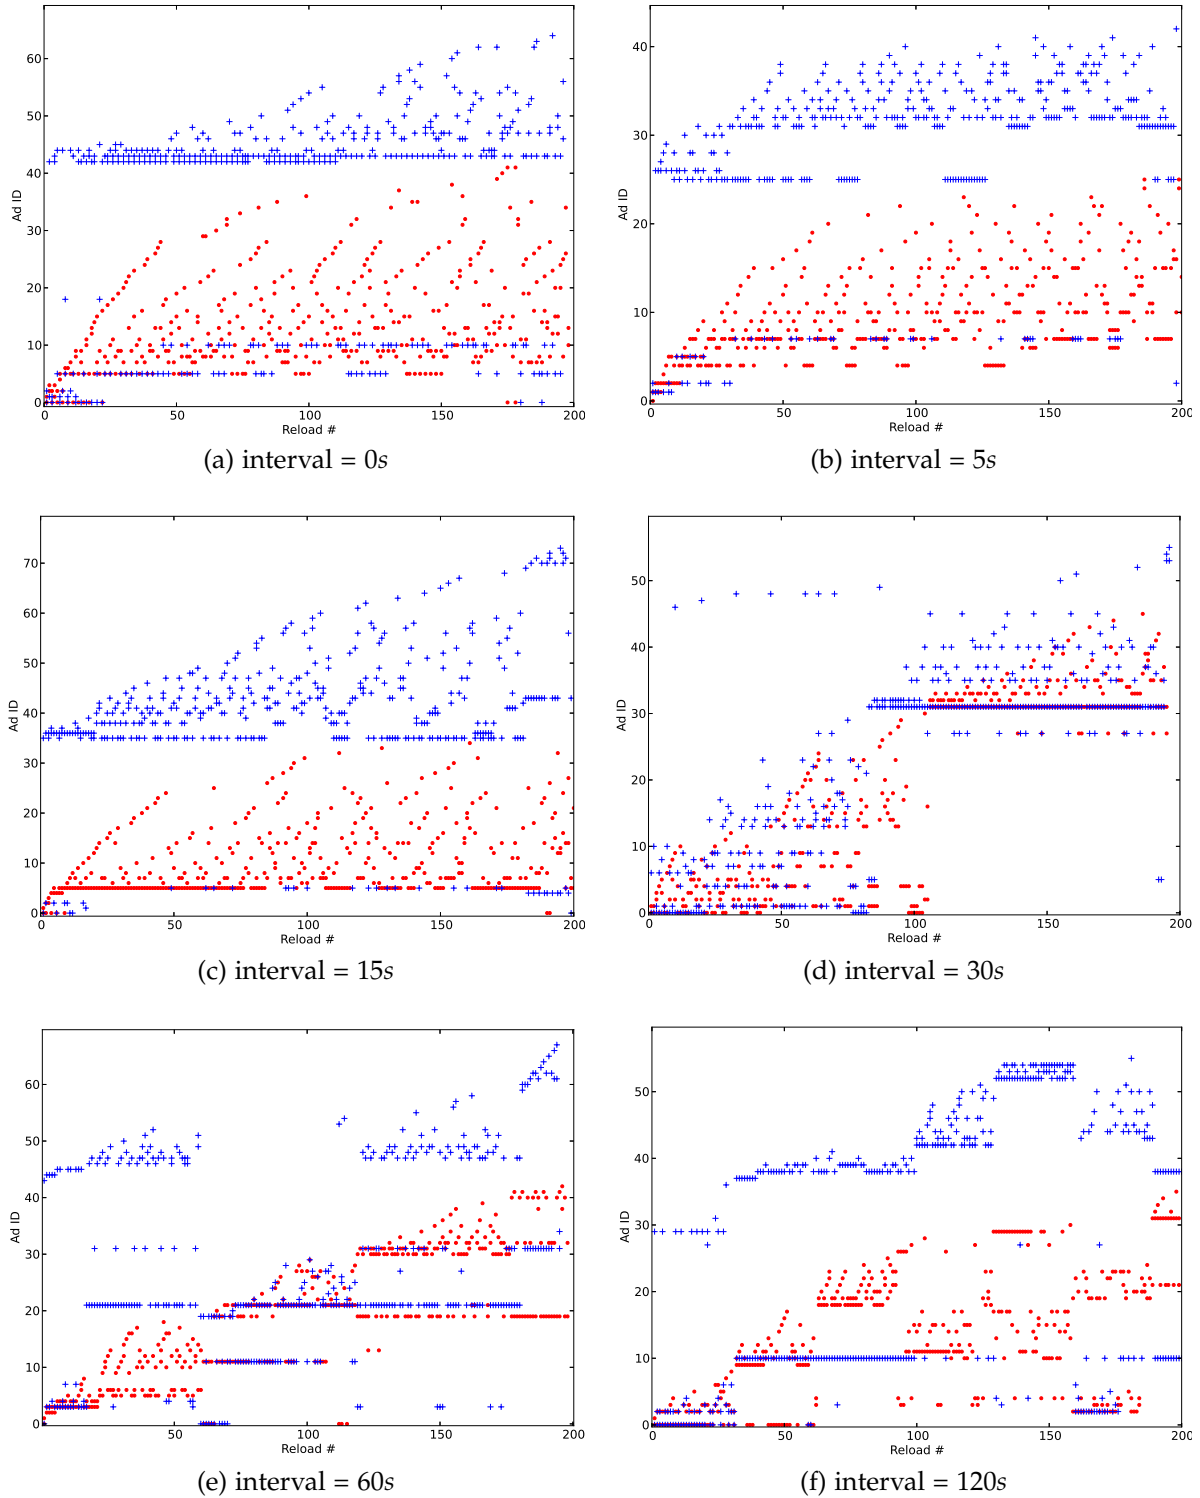 60
50
40
30
20
10
0
Ad ID
0 50 100 150 200
Reload #
(a) interval = 0s
40
30
20
10
0
Ad ID
0 50 100 150 200
Reload #
(b) interval = 5s
70
60
50
40
30
20
10
0
Ad ID
0 50 100 150 200
Reload #
(c) interval = 15s
50
40
30
20
10
0
Ad ID
0 50 100 150 200
Reload #
(d) interval = 30s
60
50
40
30
20
10
0
Ad ID
0 50 100 150 200
Reload #
(e) interval = 60s
50
40
30
20
10
0
Ad ID
0 50 100 150 200
Reload #
(f) interval = 120s